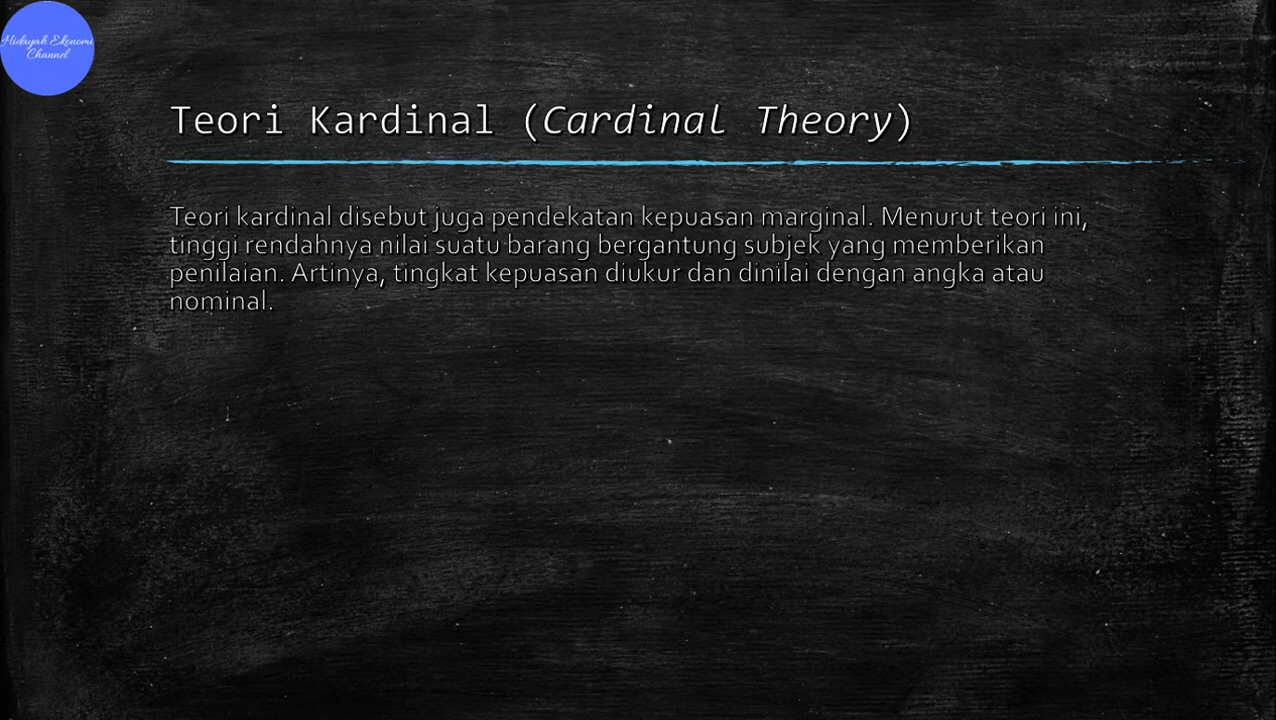 Hidayah Ekonomi
Channel
Teori Kardinal (Cardinal Theory)
Teori kardinal disebut juga pendekatan kepuasan marginal. Menurut teori ini,
tinggi rendahnya nilai suatu barang bergantung subjek yang memberikan
penilaian. Artinya, tingkat kepuasan diukur dan dinilai dengan angka atau
nominal.